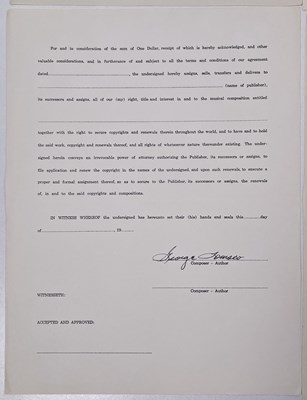 For and in consideration of the sum of One Dollar, receipt of which is hereby acknowledged, and other
valuable considerations, and in furtherance of and subject to all the terms and conditions of our agreement
dated, the undersigned hereby assigns, sells, transfers and delivers to
(name of publisher),
its successors and assigns, all of our (my) right, title and interest in and to the musical composition entitled
together with the right to secure copyrights and renewals therein throughout the world, and to have and to hold
the said work, copyright and renewals thereof, and all rights of whatsoever nature thereunder existing. The under-
signed herein conveys an irrevocable power of attorney authorizing the Publisher, its successors or assigns, to
file application and renew the copyright in the names of the undersigned, and upon such renewals, to execute a
proper and formal assignment thereof, so as to secure to the Publisher, its successors or assigns, the renewals
of, in and to the said copyrights and compositions.
IN WITNESS WHEREOF the undersigned has hereunto set their (his) hands and seals this day
of, 19
George
Composer - Author
Composer - Author
WITNESSETH:
ACCEPTED AND APPROVED: